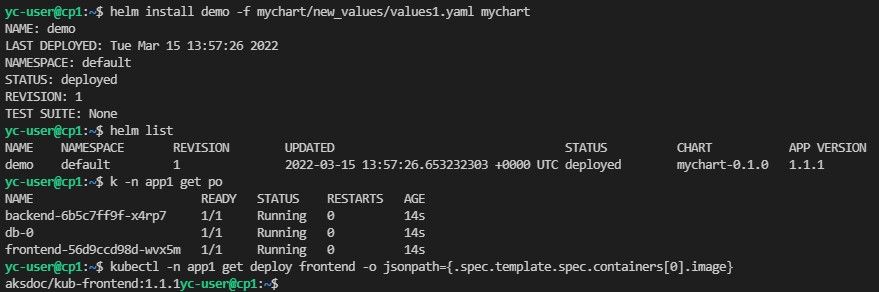 yc-user@cp1:~$ helm install demo -f mychart/new_values/values1.yaml mychart
NAME: demo
LAST DEPLOYED: Tue Mar 15 13:57:26 2022
NAMESPACE: default
STATUS: deployed
REVISION: 1
TEST SUITE: None
yc-user@cp1:~$ helm list
NAME    NAMESPACE       REVISION        UPDATED                                 STATUS          CHART           APP VERSION
demo    default         1               2022-03-15 13:57:26.653232303 +0000 UTC deployed        mychart-0.1.0   1.1.1
yc-user@cp1:~$ k -n app1 get po
NAME                        READY   STATUS    RESTARTS   AGE
backend-6b5c7ff9f-x4rp7     1/1     Running   0          14s
db-0                        1/1     Running   0          14s
frontend-56d9ccd98d-wvx5m   1/1     Running   0          14s
yc-user@cp1:~$ kubectl -n app1 get deploy frontend -o jsonpath={.spec.template.spec.containers[0].image}
aksdoc/kub-frontend:1.1.1yc-user@cp1:~$